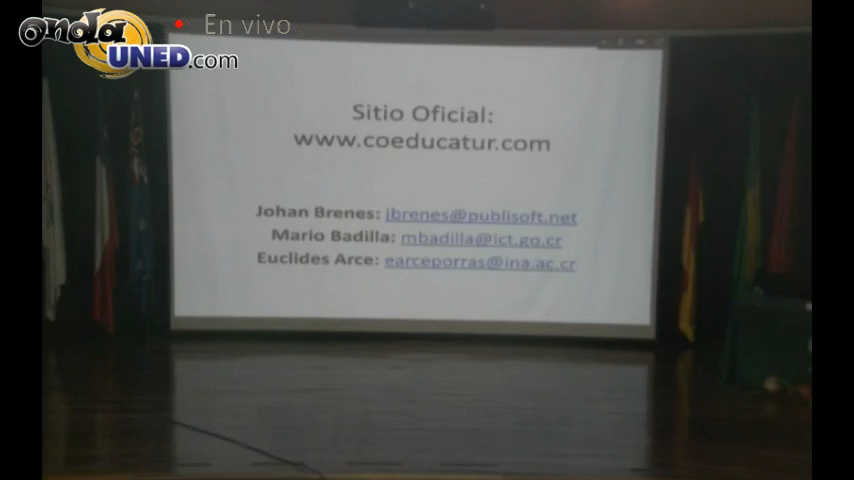 onda
UNED.com
En vivo
Sitio Oficial:
www.coeducatur.com
Johan Brenes: jbrenes@publisoft.net
Mario Badilla: mbadilla@ict.go.cr
Euclides Arce: earceporras@ina.ac.cr